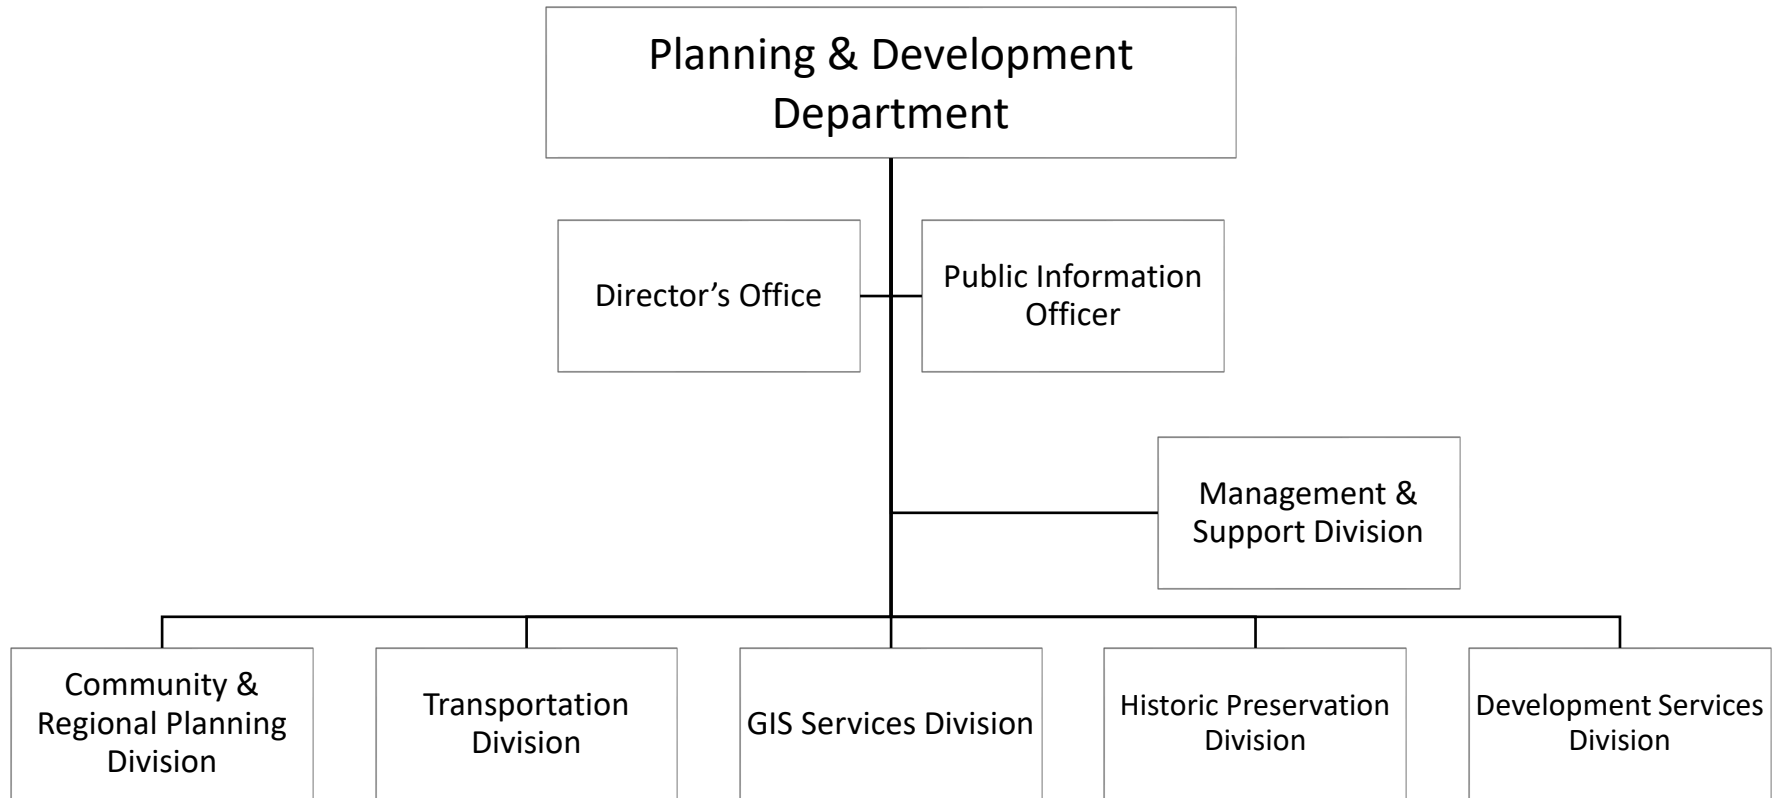 Planning & Development
Department
Director’s Office
Public Information
Officer
Management &
Support Division
Community &
Regional Planning
Division
Transportation
Division
GIS Services Division
Historic Preservation
Division
Development Services
Division